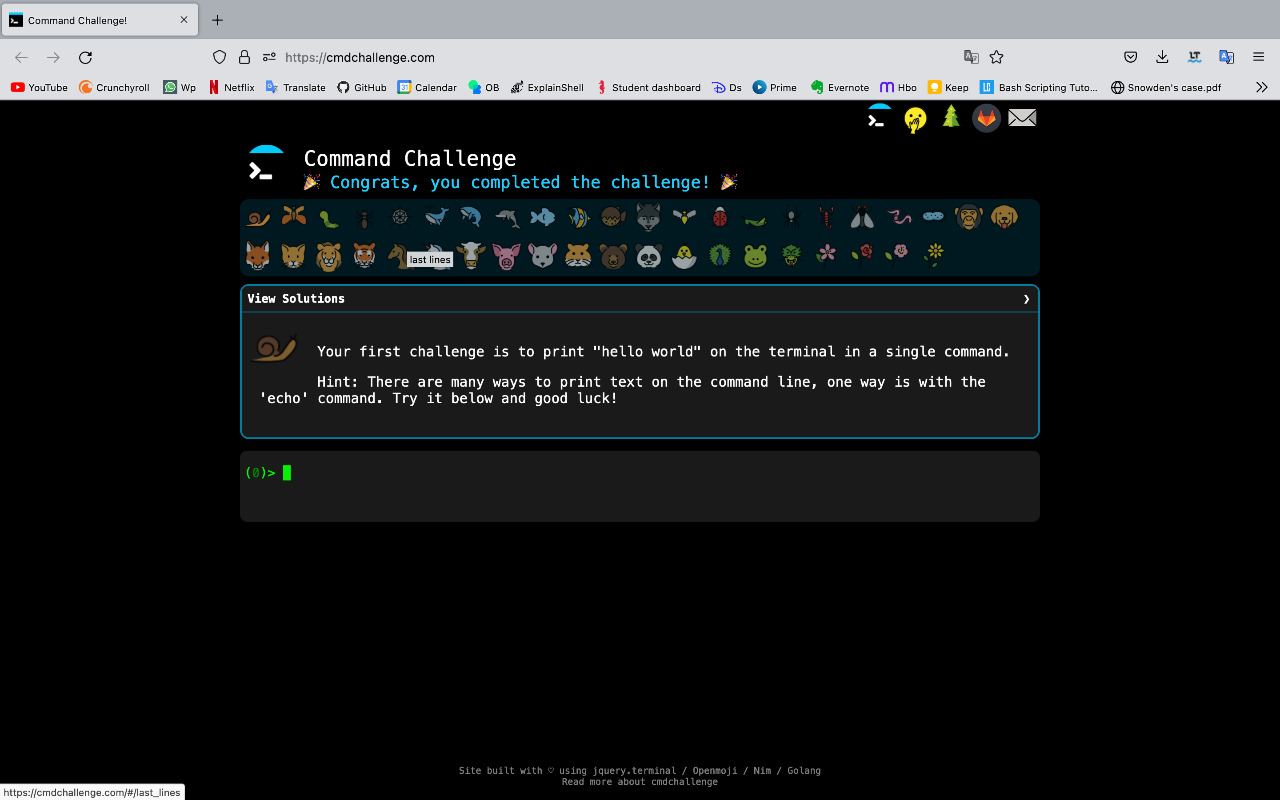 Command Challenge!
https://cmdchallenge.com
YouTube Crunchyroll Wp Netflix Translate GitHub Calendar OB ExplainShell Student dashboard Ds Prime Evernote Hbo Keep Bash Scripting Tuto... Snowden's case.pdf
Command Challenge
Congrats, you completed the challenge!
last lines
View Solutions
Your first challenge is to print "hello world" on the terminal in a single command.
Hint: There are many ways to print text on the command line, one way is with the
'echo' command. Try it below and good luck!
(0)>
Site built with ♡ using jquery.terminal / Openmoji / Nim / Golang
Read more about cmdchallenge
https://cmdchallenge.com/#/last_lines